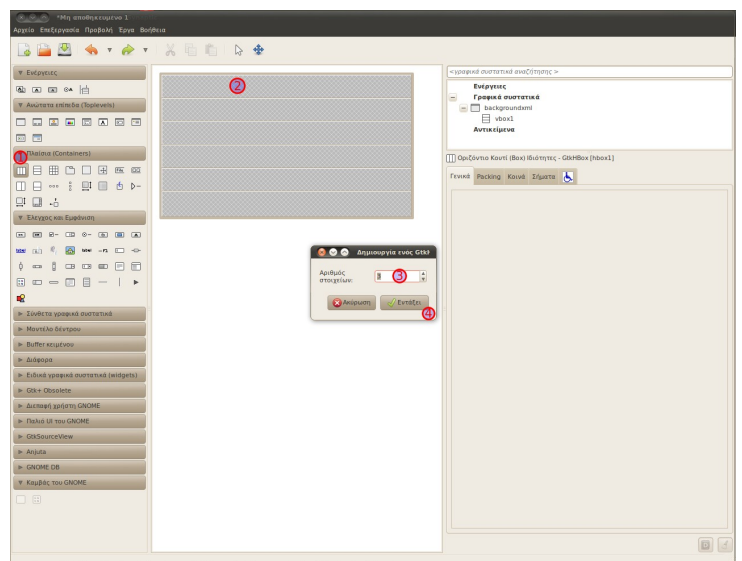 *Μη αποθηκευμενο 1
Αρχείο Επεξεργασία Προβολή Έργα Βοήθεια
▼ Ενέργειες
▼ Ανώτατα επίπεδα (Toplevels)
1
Πλαίσια (Containers)
▼ Έλεγχος και Εμφάνιση
▶ Σύνθετα γραφικά συστατικά
▶ Μοντέλο δέντρου
▶ Buffer κειμένου
▶ Διάφορα
▶ Ειδικά γραφικά συστατικά (widgets)
▶ Gtk+ Obsolete
▶ Διεπαφή χρήστη GNOME
▶ Παλιό UI του GNOME
▶ GtkSourceView
▶ Anjuta
▶ GNOME DB
▼ Καμβάς του GNOME
2
Δημιουργία ενός Gtkl
Αριθμός στοιχείων:
3
Ακύρωση
Εντάξει
4
<γραφικά συστατικά αναζήτησης >
Ενέργειες
Γραφικά συστατικά
backgroundxml
vbox1
Αντικείμενα
Οριζόντιο Κουτί (Box) Ιδιότητες - GtkHBox [hbox1]
Γενικά Packing Κοινά Σήματα